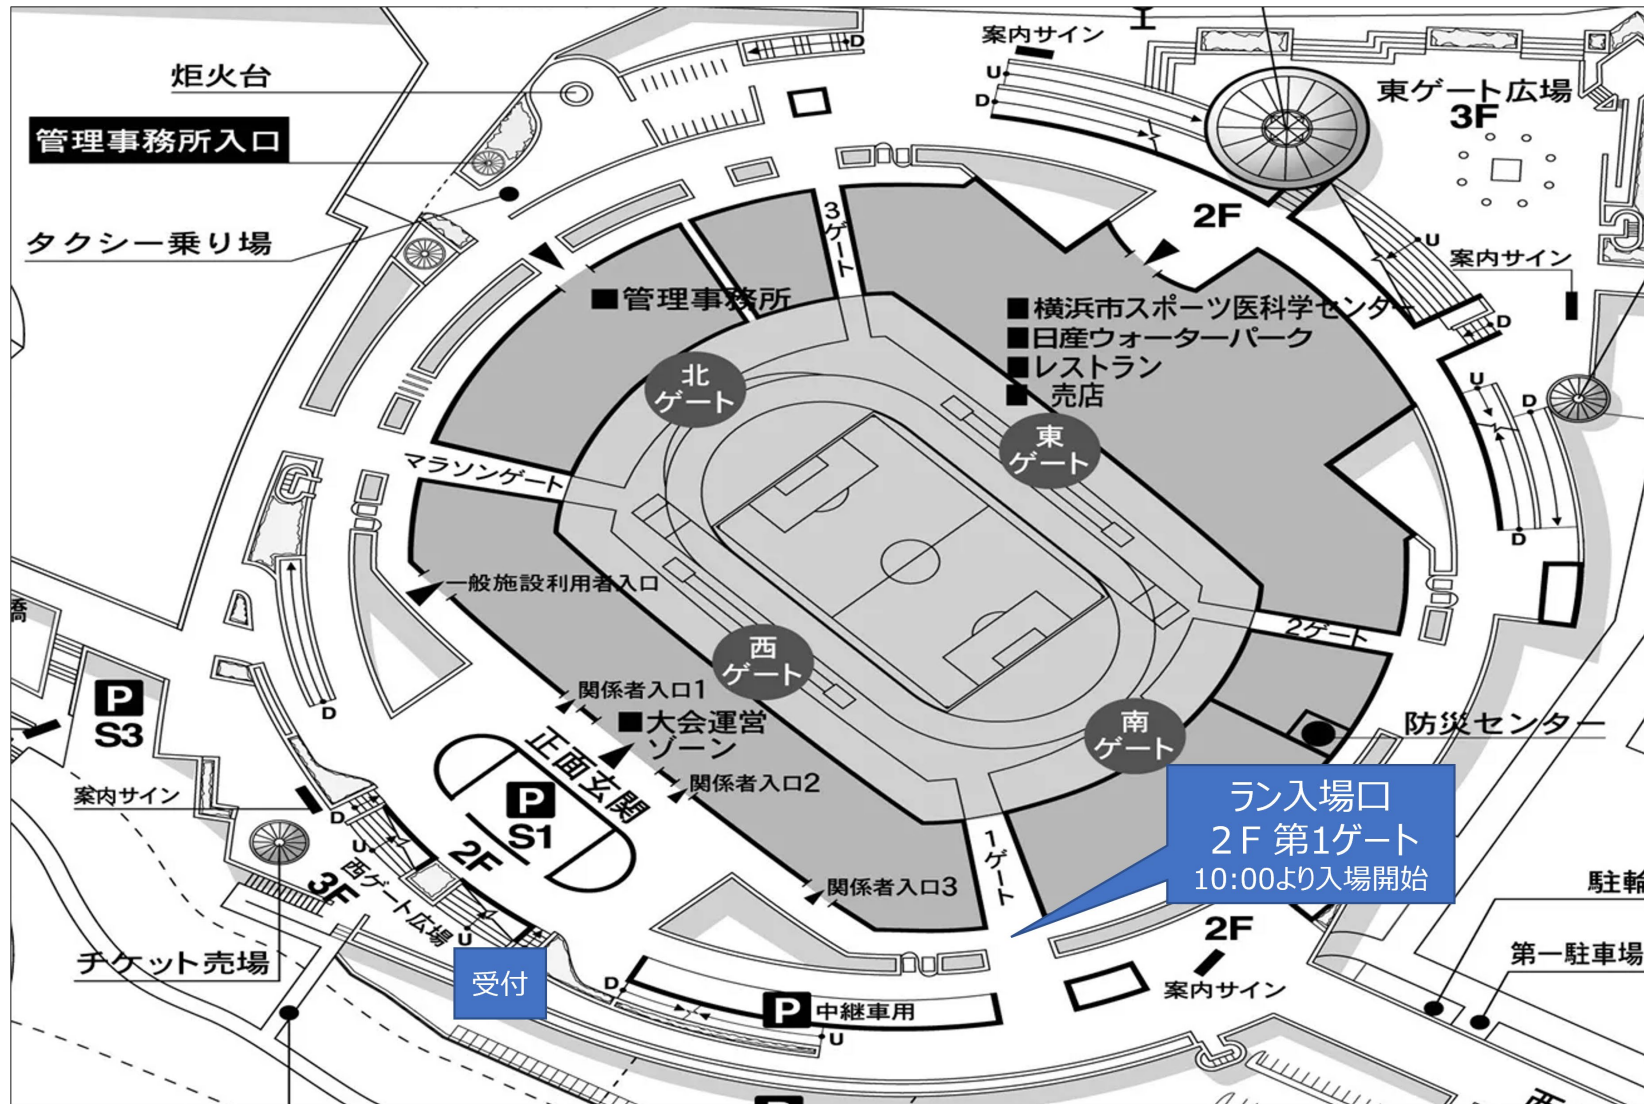 案内サイン
D
炬火台
U
D
東ゲート広場
3F
管理事務所入口
3ゲート
2F
U
タクシー乗り場
案内サイン
■管理事務所
■横浜市スポーツ医科学センター
■日産ウォーターパーク
■レストラン
■ 売店
D
北
ゲート
U
D
東
ゲート
マラソンゲート
D
一般施設利用者入口
橋
2ゲート
西
ゲート
P
S3
D
関係者入口1
■大会運営
ゾーン
南
ゲート
防災センター
正面玄関
関係者入口2
案内サイン
P
S1
D
U
2F
ラン入場口
2F 第1ゲート
10:00より入場開始
1ゲート
3F
西ゲート広場
関係者入口3
駐輪
U
2F
チケット売場
受付
第一駐車場
D
案内サイン
P 中継車用
U
P
西